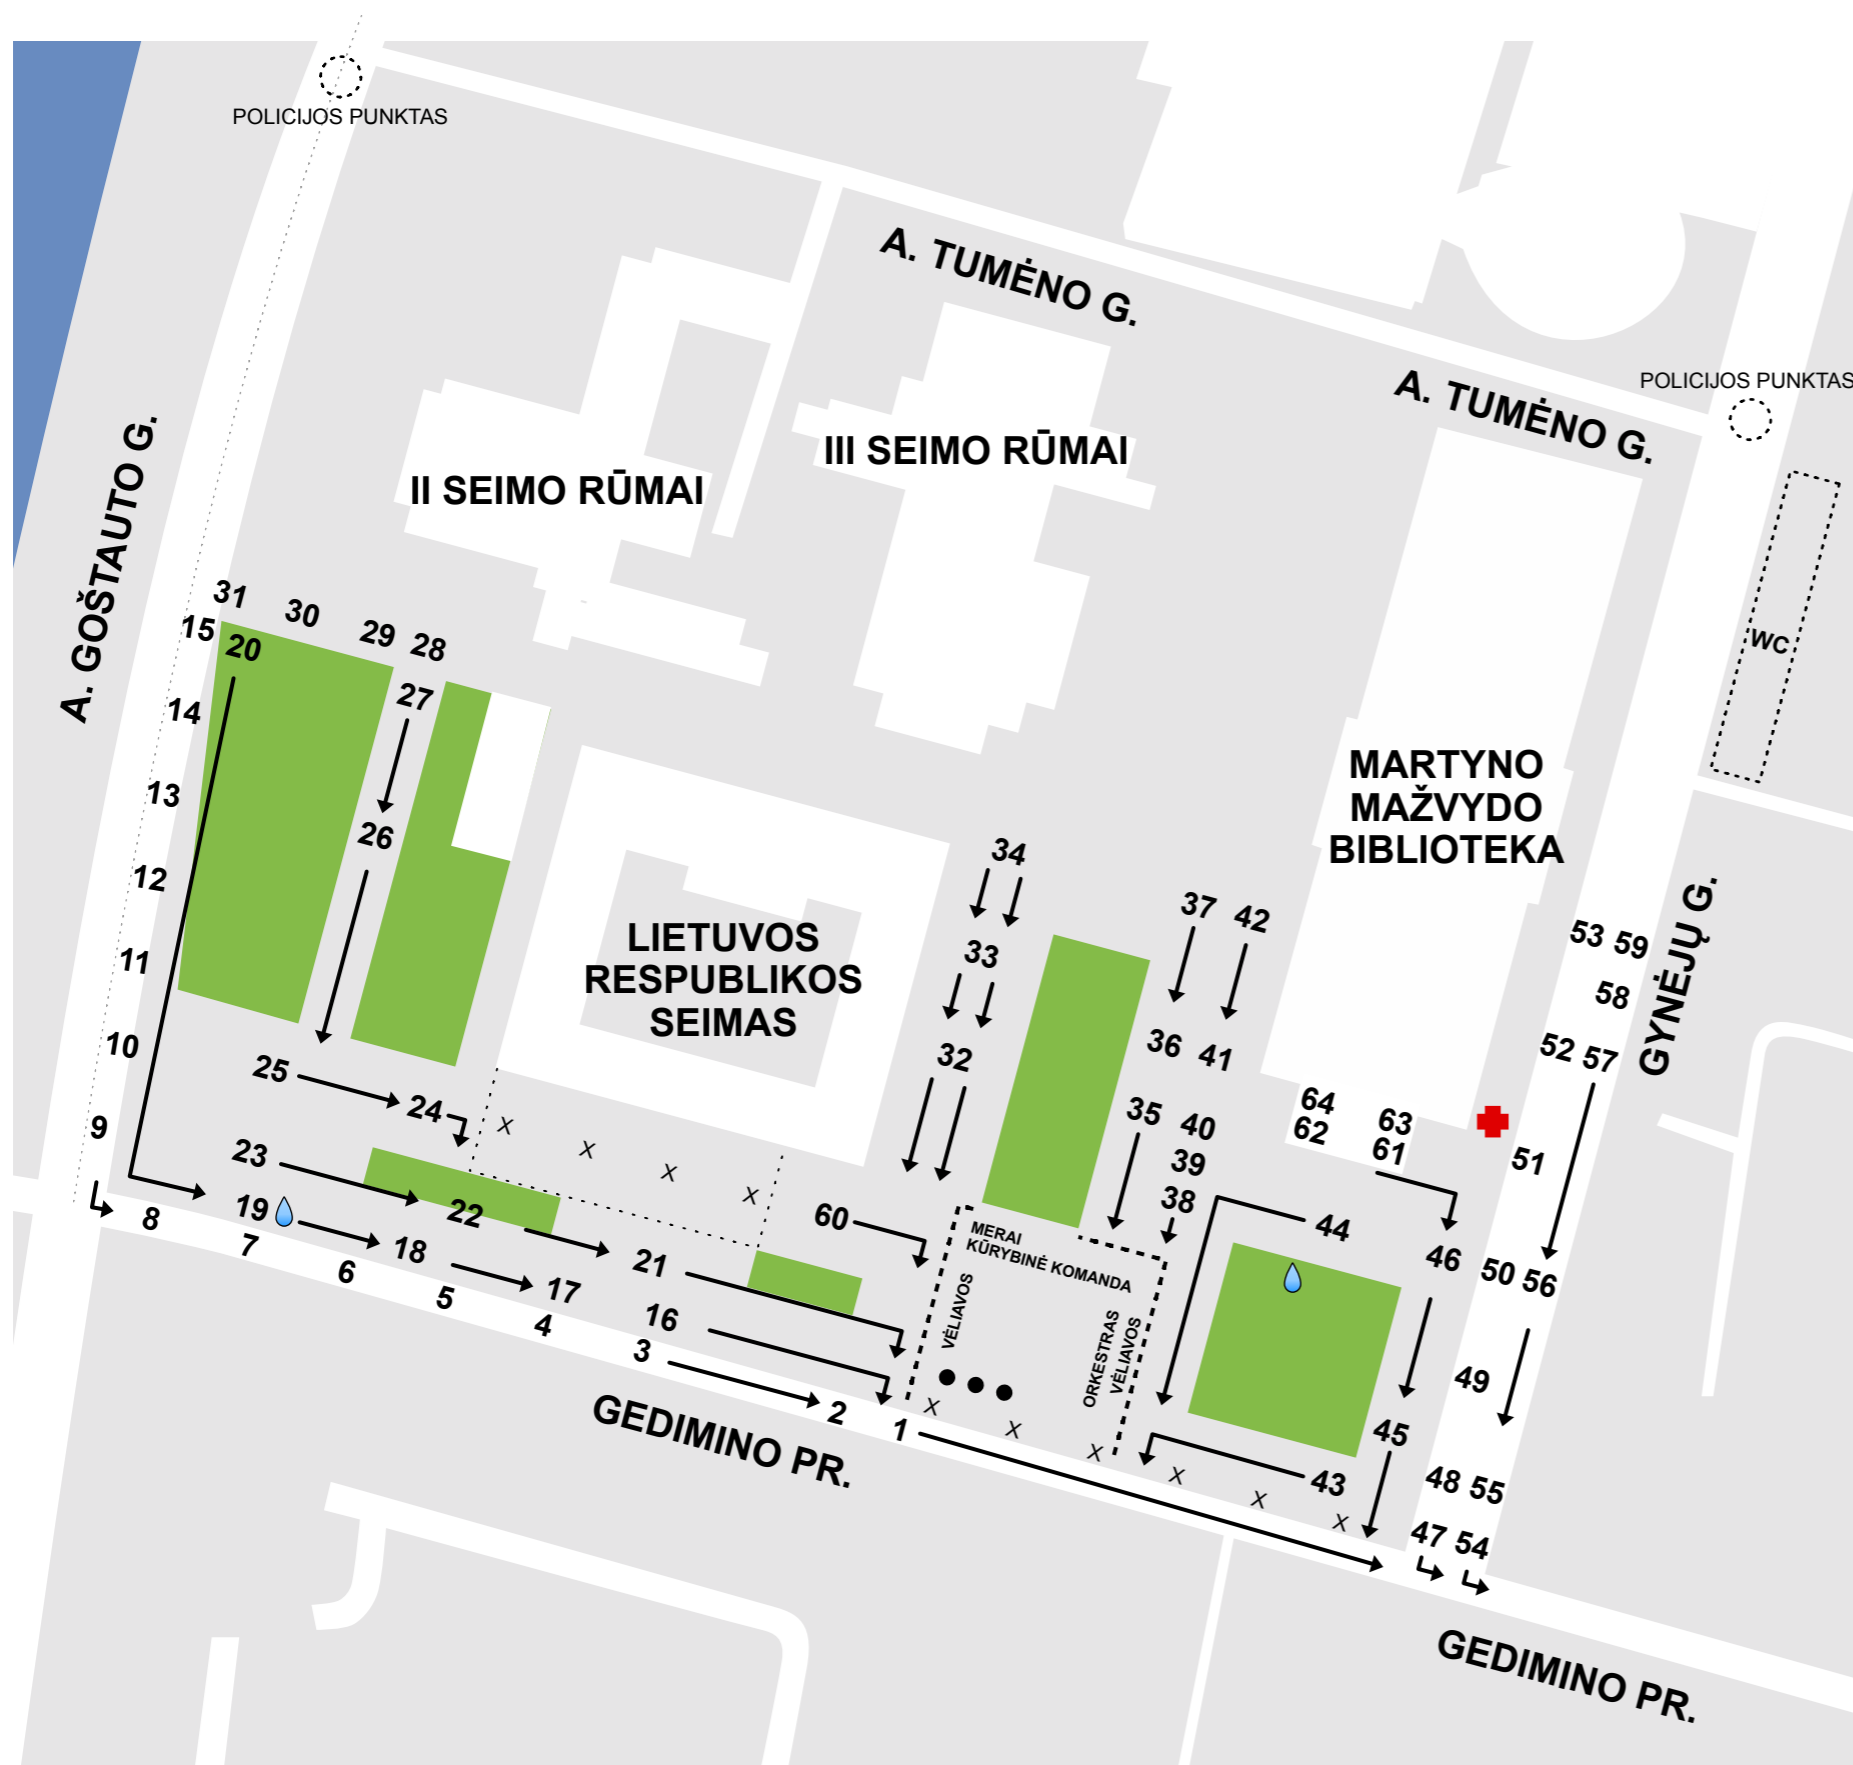 POLICIJOS PUNKTAS
A. TUMĖNO G.
A. TUMĖNO G.
POLICIJOS PUNKTAS
III SEIMO RŪMAI
II SEIMO RŪMAI
A. GOŠTAUTO G.
WC
31
30
29 28
15 20
27
14
13
26
12
11
10
9
MARTYNO
MAŽVYDO
BIBLIOTEKA
LIETUVOS
RESPUBLIKOS
SEIMAS
34
33
32
37 42
36 41
35 40
39
38
53 59
58
52 57
GYNĖJŲ G.
64 63
62 61
51
25
24
X X X X
23
22
21
60
19
18
17
16
8
7
6
5
4
3
2
1
MERAI
KŪRYBINĖ KOMANDA
VĖLIAVOS
ORKESTRAS
VĖLIAVOS
X X X X X X
44
46
50 56
49
45
43
48 55
47 54
GEDIMINO PR.
GEDIMINO PR.